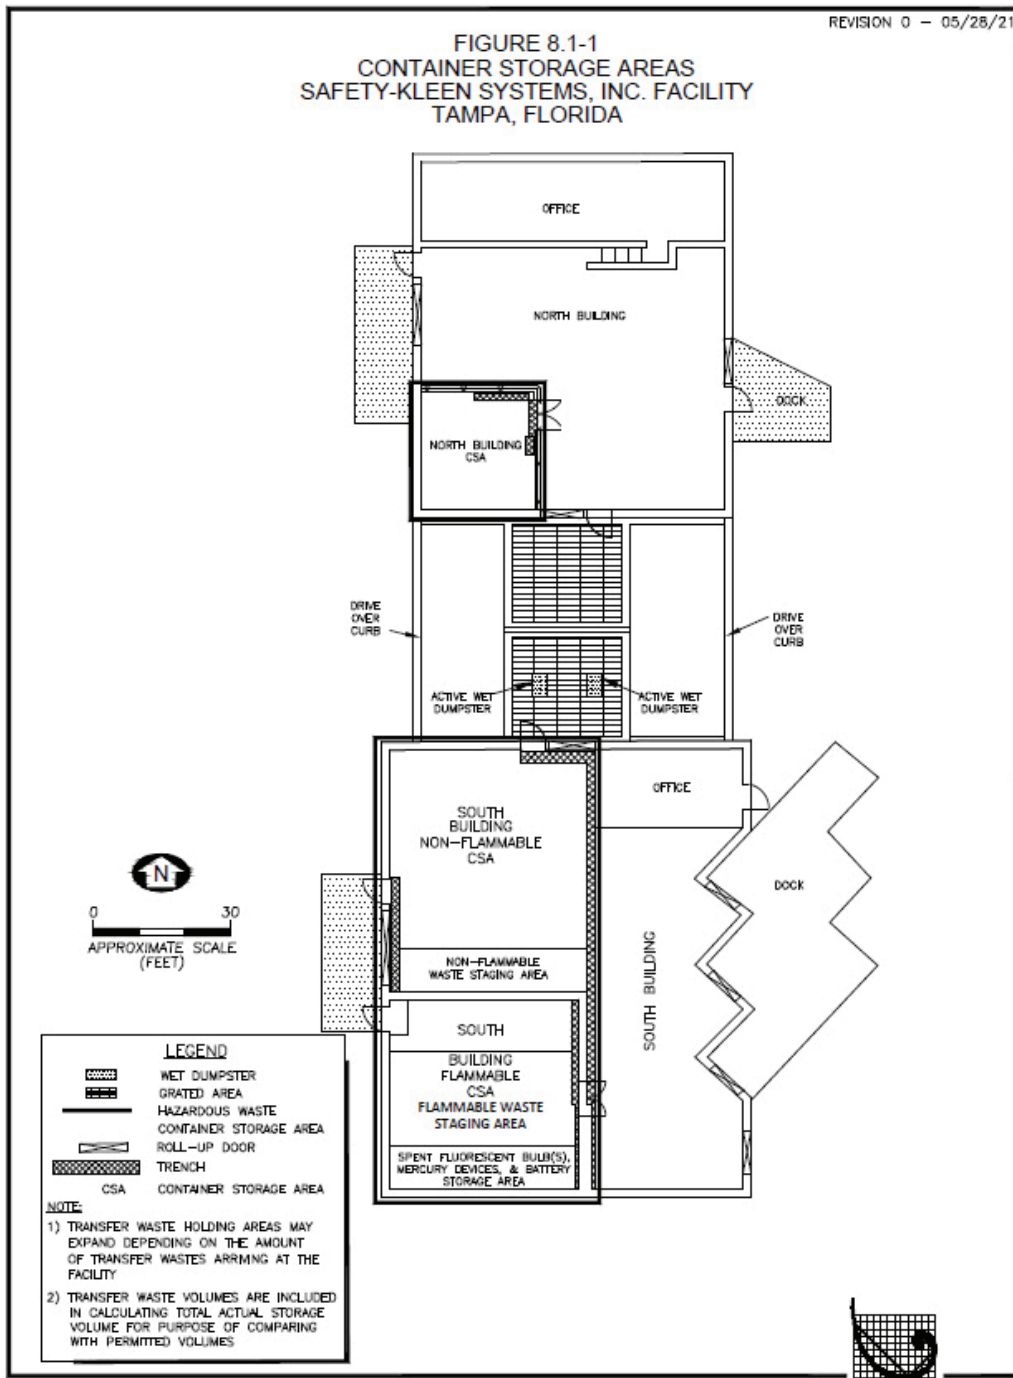 REVISION 0 – 05/28/21
FIGURE 8.1-1
CONTAINER STORAGE AREAS
SAFETY-KLEEN SYSTEMS, INC. FACILITY
TAMPA, FLORIDA
OFFICE
NORTH BUILDING
DOCK
NORTH BUILDING
CSA
DRIVE
OVER
CURB
DRIVE
OVER
CURB
ACTIVE WET
DUMPSTER
ACTIVE WET
DUMPSTER
OFFICE
SOUTH
BUILDING
NON-FLAMMABLE
CSA
DOCK
N
0 30
APPROXIMATE SCALE
(FEET)
NON-FLAMMABLE
WASTE STAGING AREA
SOUTH BUILDING
SOUTH
BUILDING
FLAMMABLE
CSA
FLAMMABLE WASTE
STAGING AREA
SPENT FLUORESCENT BULB(S),
MERCURY DEVICES, & BATTERY
STORAGE AREA
LEGEND
WET DUMPSTER
GRATED AREA
HAZARDOUS WASTE
CONTAINER STORAGE AREA
ROLL-UP DOOR
TRENCH
CSA CONTAINER STORAGE AREA
NOTE:
1) TRANSFER WASTE HOLDING AREAS MAY
EXPAND DEPENDING ON THE AMOUNT
OF TRANSFER WASTES ARRIVING AT THE
FACILITY
2) TRANSFER WASTE VOLUMES ARE INCLUDED
IN CALCULATING TOTAL ACTUAL STORAGE
VOLUME FOR PURPOSE OF COMPARING
WITH PERMITTED VOLUMES